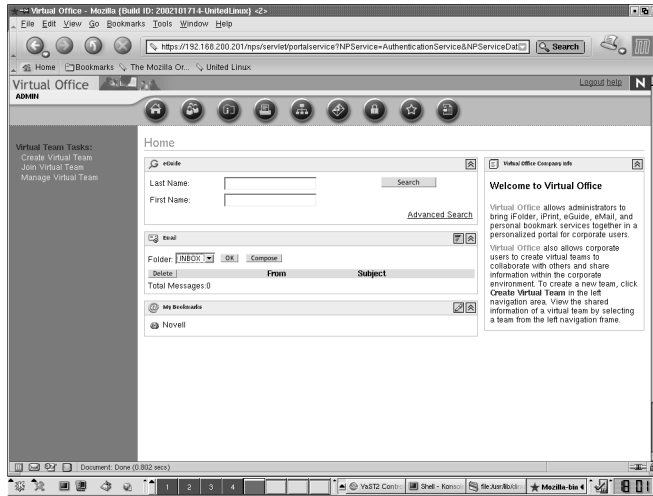 Virtual Office - Mozilla {Build ID: 2002101714-UnitedLinux} <2>
File Edit View Go Bookmarks Tools Window Help
https://192.168.200.201/nps/servlet/portalservice?NPService=AuthenticationService&NPServiceDat
Search
Home Bookmarks The Mozilla Or... United Linux
Virtual Office
Logout help
N
ADMIN
Virtual Team Tasks:
Create Virtual Team
Join Virtual Team
Manage Virtual Team
Home
eGuide
Last Name:
Search
First Name:
Advanced Search
Email
Folder: INBOX OK Compose
Delete From Subject
Total Messages:0
My Bookmarks
Novell
Virtual Office Company Info
Welcome to Virtual Office
Virtual Office allows administrators to
bring iFolder, iPrint, eGuide, eMail, and
personal bookmark services together in a
personalized portal for corporate users.
Virtual Office also allows corporate
users to create virtual teams to
collaborate with others and share
information within the corporate
environment. To create a new team, click
Create Virtual Team in the left
navigation area. View the shared
information of a virtual team by selecting
a team from the left navigation frame.
Document: Done (0.802 secs)
1 2 3 4
YaST2 Contro Shell - Konsole Mozilla-bin